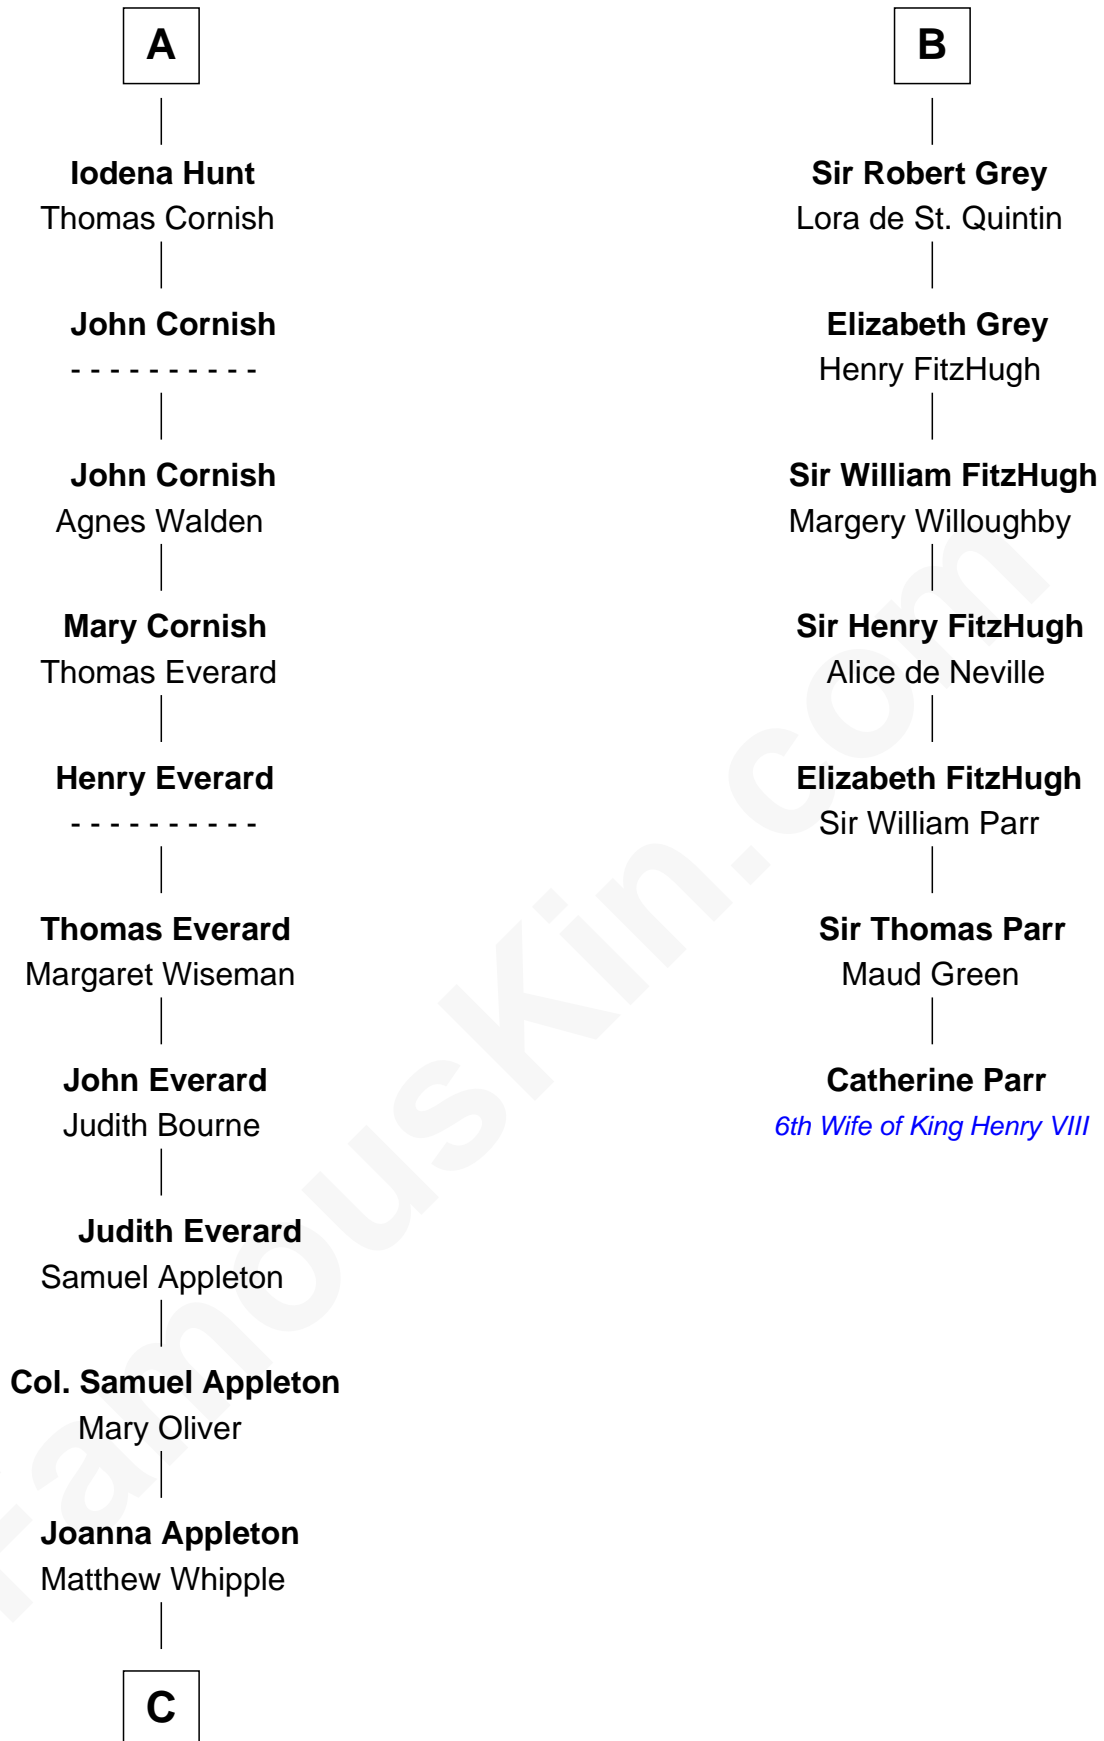 A
Iodena Hunt
Thomas Cornish
John Cornish
- - - - - - - - - -
John Cornish
Agnes Walden
Mary Cornish
Thomas Everard
Henry Everard
- - - - - - - - - -
Thomas Everard
Margaret Wiseman
John Everard
Judith Bourne
Judith Everard
Samuel Appleton
Col. Samuel Appleton
Mary Oliver
Joanna Appleton
Matthew Whipple
C
B
Sir Robert Grey
Lora de St. Quintin
Elizabeth Grey
Henry FitzHugh
Sir William FitzHugh
Margery Willoughby
Sir Henry FitzHugh
Alice de Neville
Elizabeth FitzHugh
Sir William Parr
Sir Thomas Parr
Maud Green
Catherine Parr
6th Wife of King Henry VIII
FamousKin.com